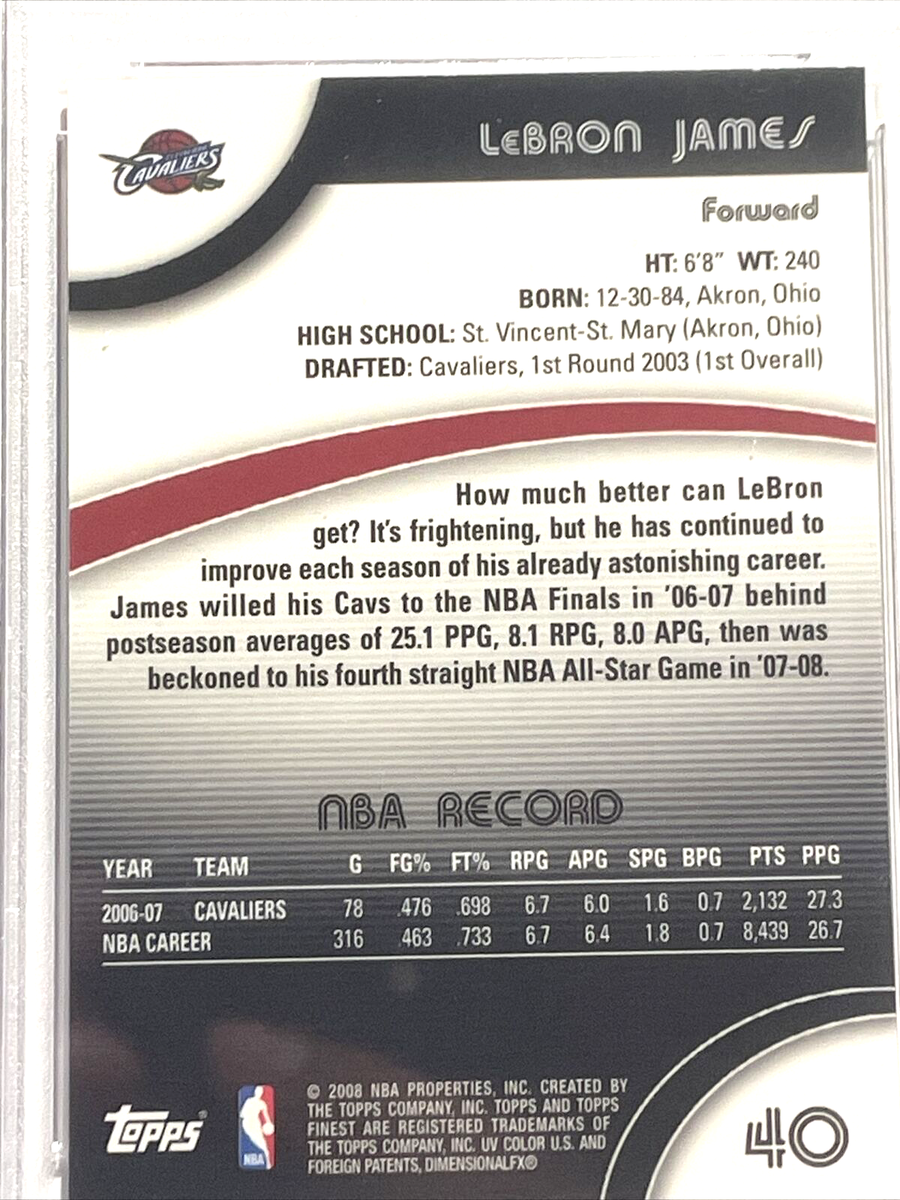 CAVALIERS
LeBRON JAMES
Forward
HT: 6'8" WT: 240
BORN: 12-30-84, Akron, Ohio
HIGH SCHOOL: St. Vincent-St. Mary (Akron, Ohio)
DRAFTED: Cavaliers, 1st Round 2003 (1st Overall)
How much better can LeBron
get? It's frightening, but he has continued to
improve each season of his already astonishing career.
James willed his Cavs to the NBA Finals in '06-07 behind
postseason averages of 25.1 PPG, 8.1 RPG, 8.0 APG, then was
beckoned to his fourth straight NBA All-Star Game in '07-08.
NBA RECORD
YEAR TEAM G FG% FT% RPG APG SPG BPG PTS PPG
2006-07 CAVALIERS 78 .476 .698 6.7 6.0 1.6 0.7 2,132 27.3
NBA CAREER 316 .463 .733 6.7 6.4 1.8 0.7 8,439 26.7
© 2008 NBA PROPERTIES, INC. CREATED BY
THE TOPPS COMPANY, INC. TOPPS AND TOPPS
FINEST ARE REGISTERED TRADEMARKS OF
THE TOPPS COMPANY, INC. UV COLOR U.S. AND
FOREIGN PATENTS, DIMENSIONALFX®
Topps®
NBA
40